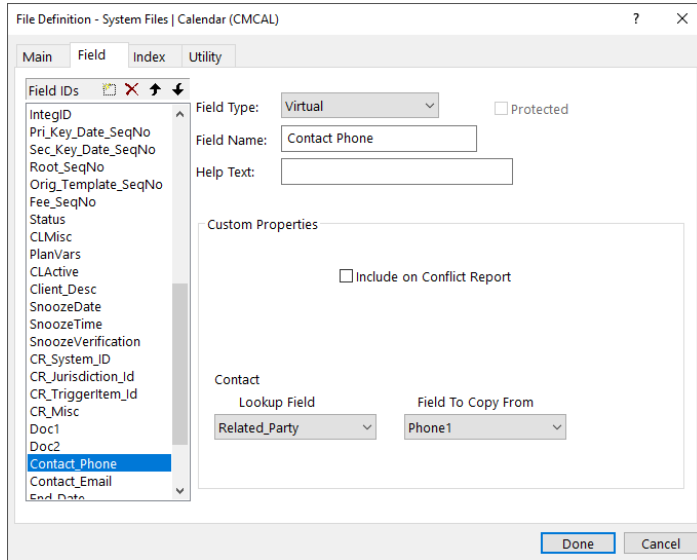 File Definition - System Files | Calendar (CMCAL)
Main Field Index Utility
Field IDs
IntegID
Pri_Key_Date_SeqNo
Sec_Key_Date_SeqNo
Root_SeqNo
Orig_Template_SeqNo
Fee_SeqNo
Status
CLMisc
PlanVars
CLActive
Client_Desc
SnoozeDate
SnoozeTime
SnoozeVerification
CR_System_ID
CR_Jurisdiction_Id
CR_TriggerItem_Id
CR_Misc
Doc1
Doc2
Contact_Phone
Contact_Email
End_Date
Field Type: Virtual Protected
Field Name: Contact Phone
Help Text:
Custom Properties
Include on Conflict Report
Contact
Lookup Field Field To Copy From
Related_Party Phone1
Done Cancel